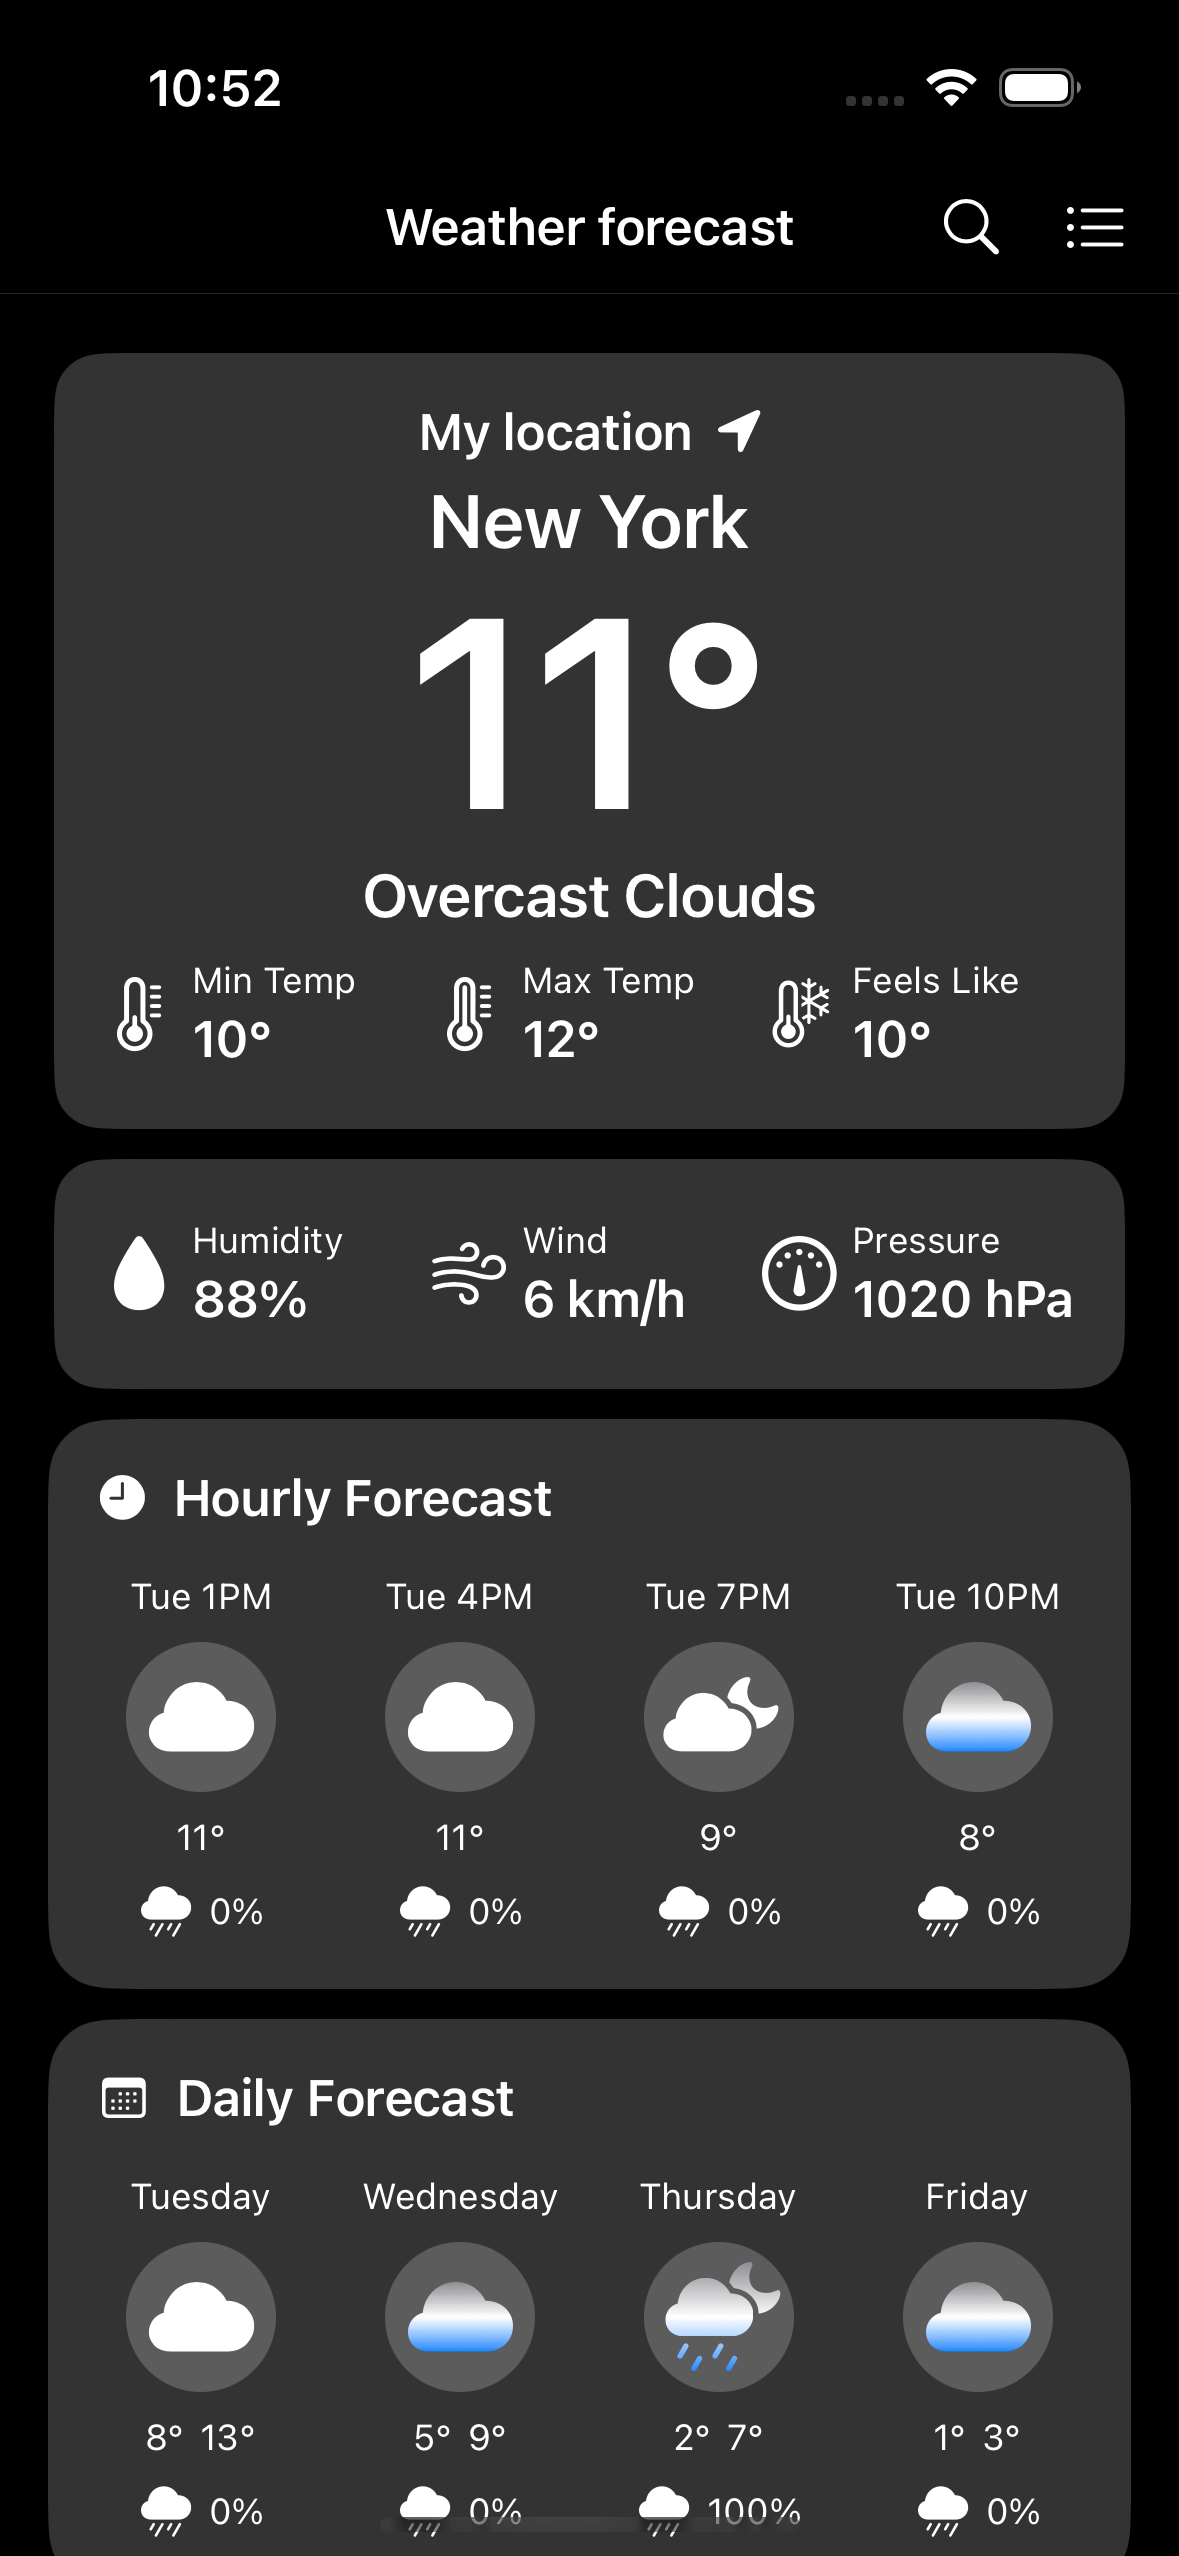 10:52
Weather forecast
My location
New York
11°
Overcast Clouds
Min Temp Max Temp Feels Like
10° 12° 10°
Humidity Wind Pressure
88% 6 km/h 1020 hPa
Hourly Forecast
Tue 1PM Tue 4PM Tue 7PM Tue 10PM
11° 11° 9° 8°
0% 0% 0% 0%
Daily Forecast
Tuesday Wednesday Thursday Friday
8° 13° 5° 9° 2° 7° 1° 3°
0% 0% 100% 0%